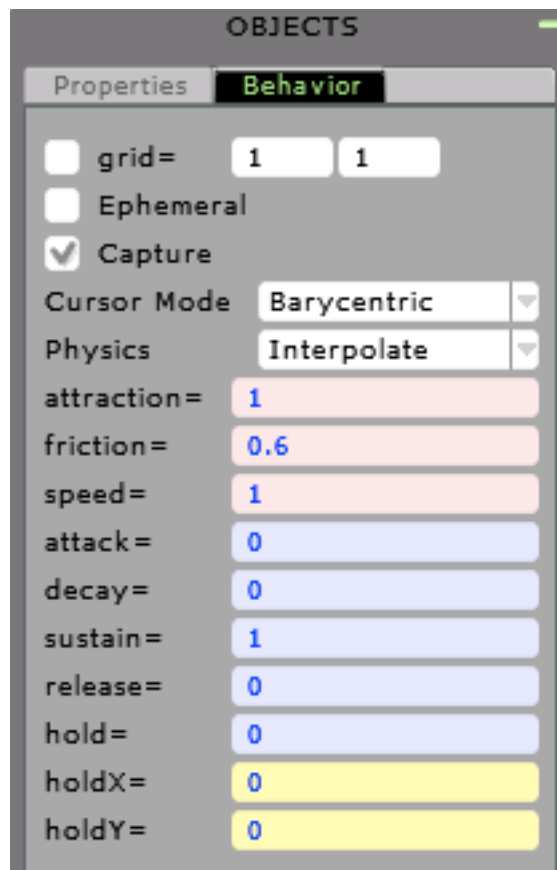 OBJECTS
Properties Behavior
grid= 1 1
Ephemeral
Capture
Cursor Mode Barycentric
Physics Interpolate
attraction= 1
friction= 0.6
speed= 1
attack= 0
decay= 0
sustain= 1
release= 0
hold= 0
holdX= 0
holdY= 0